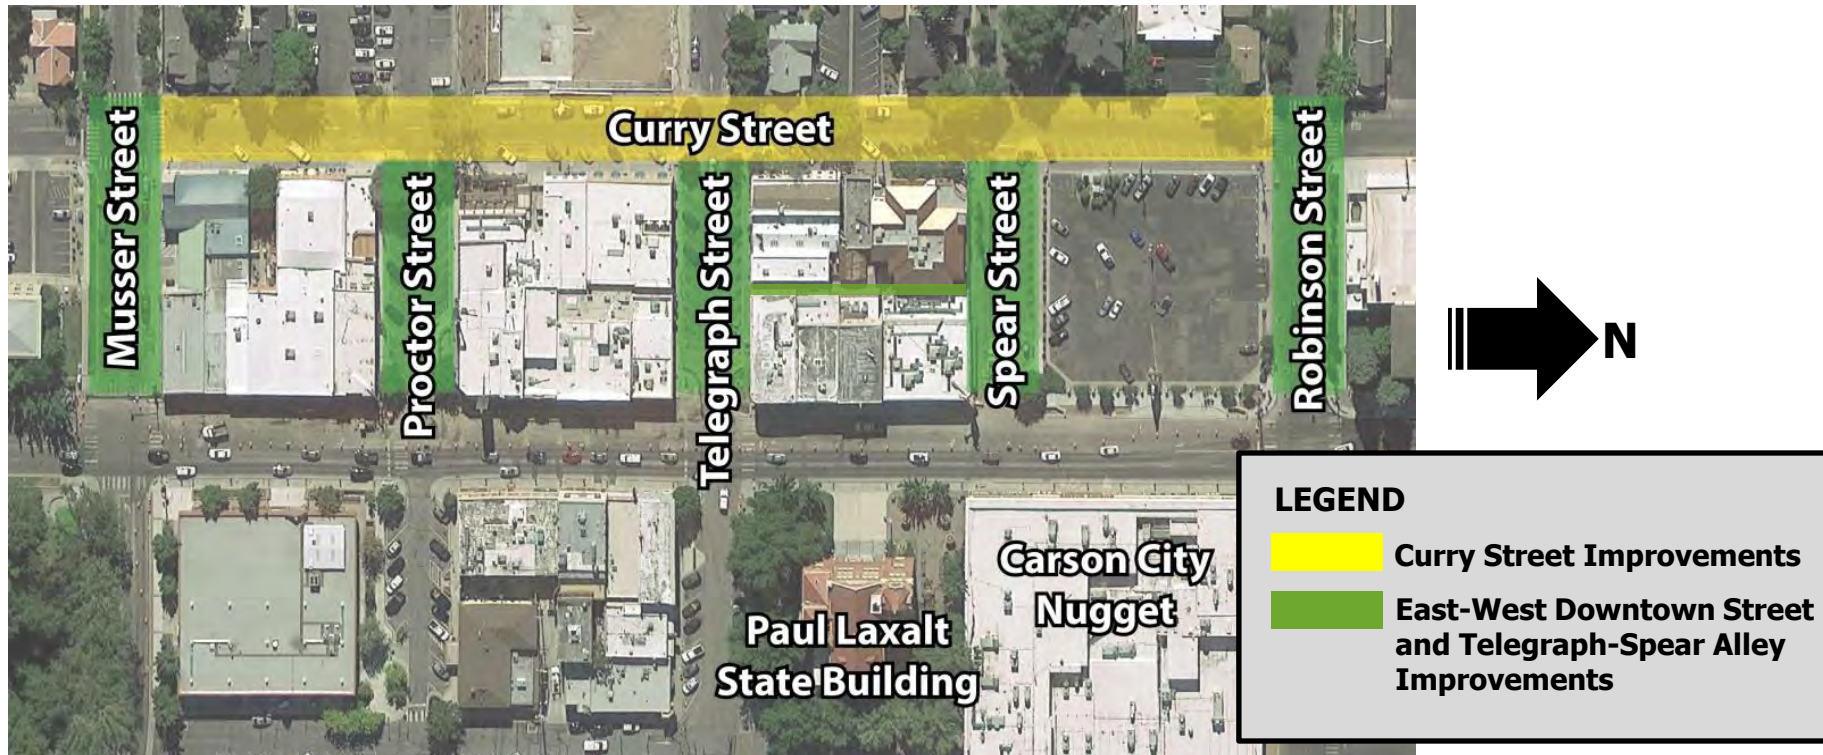 Curry Street
Musser Street
Proctor Street
Telegraph Street
Spear Street
Robinson Street
N
Paul Laxalt
State Building
Carson City
Nugget
LEGEND
Curry Street Improvements
East-West Downtown Street
and Telegraph-Spear Alley
Improvements